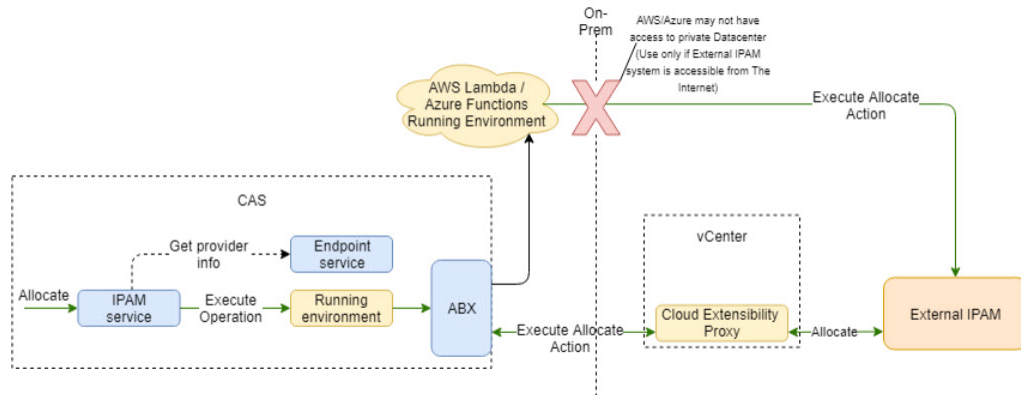 On-
Prem
AWS/Azure may not have
access to private Datacenter
(Use only if External IPAM
system is accessible from The
Internet)
AWS Lambda /
Azure Functions
Running Environment
Execute Allocate
Action
CAS
Get provider
info
Endpoint
service
vCenter
Allocate
IPAM
service
Execute
Operation
Running
environment
ABX
Execute Allocate
Action
Cloud Extensibility
Proxy
Allocate
External IPAM